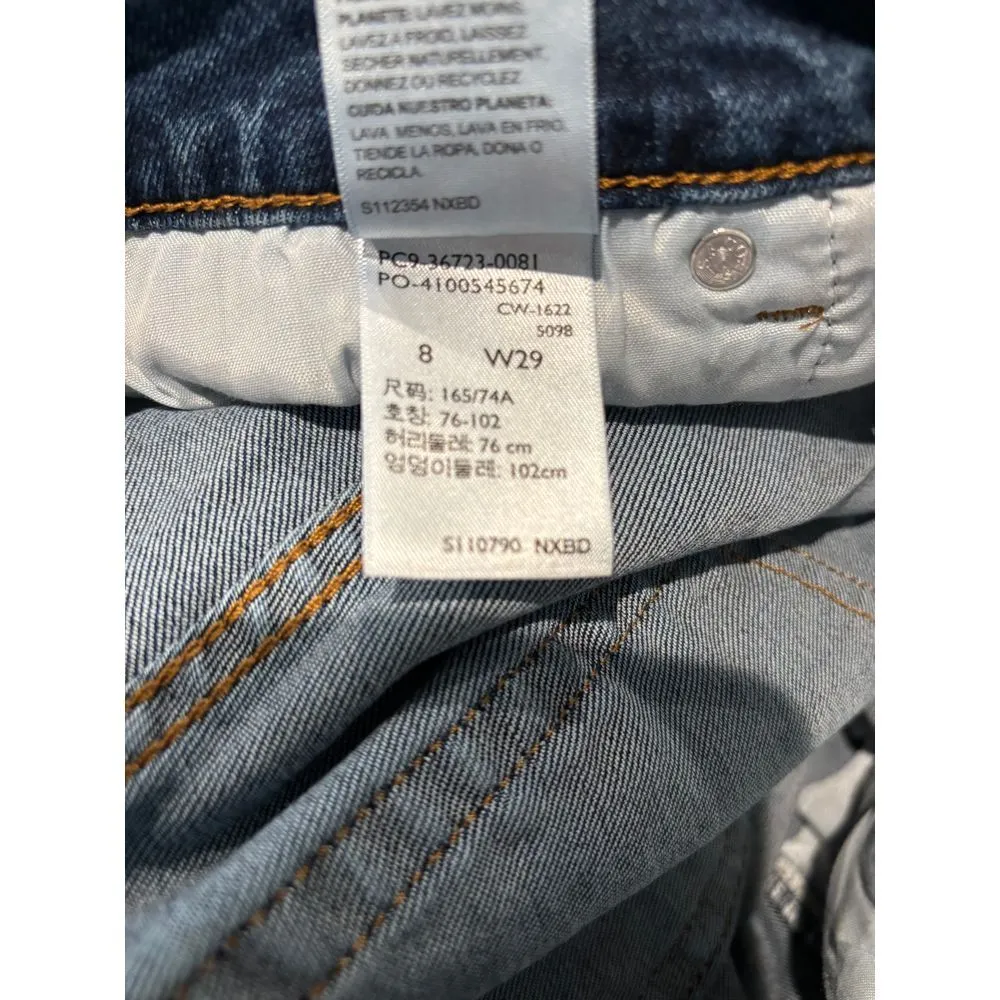 PLANETE: LAVEZ MOINS,
LAVEZ A FROID, LAISSEZ
SECHER NATURELLEMENT.
DONNEZ OU RECYCLEZ
CUIDA NUESTRO PLANETA:
LAVA MENOS, LAVA EN FRIO,
TIENDE LA ROPA, DONA O
RECICLA.
S112354 NXBD
PC9-36723-0081
PO-4100545674
CW-1622
5098
8 W29
尺码: 165/74A
호칭: 76-102
허리둘레: 76 cm
엉덩이둘레: 102cm
S110790 NXBD